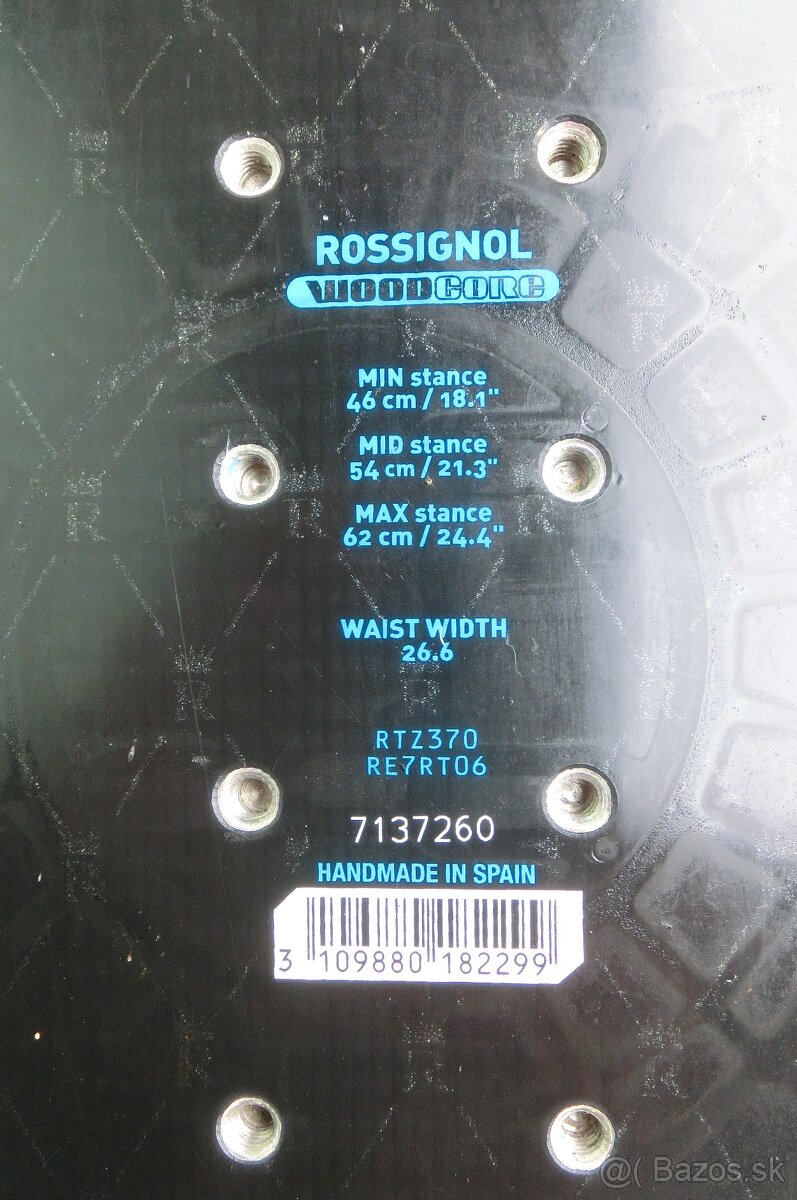 ROSSIGNOL
WOODCORE
MIN stance
46 cm / 18.1"
MID stance
54 cm / 21.3"
MAX stance
62 cm / 24.4"
WAIST WIDTH
26.6
RTZ370
RE7RT06
7137260
HANDMADE IN SPAIN
3 109880 182299
@( Bazos.sk